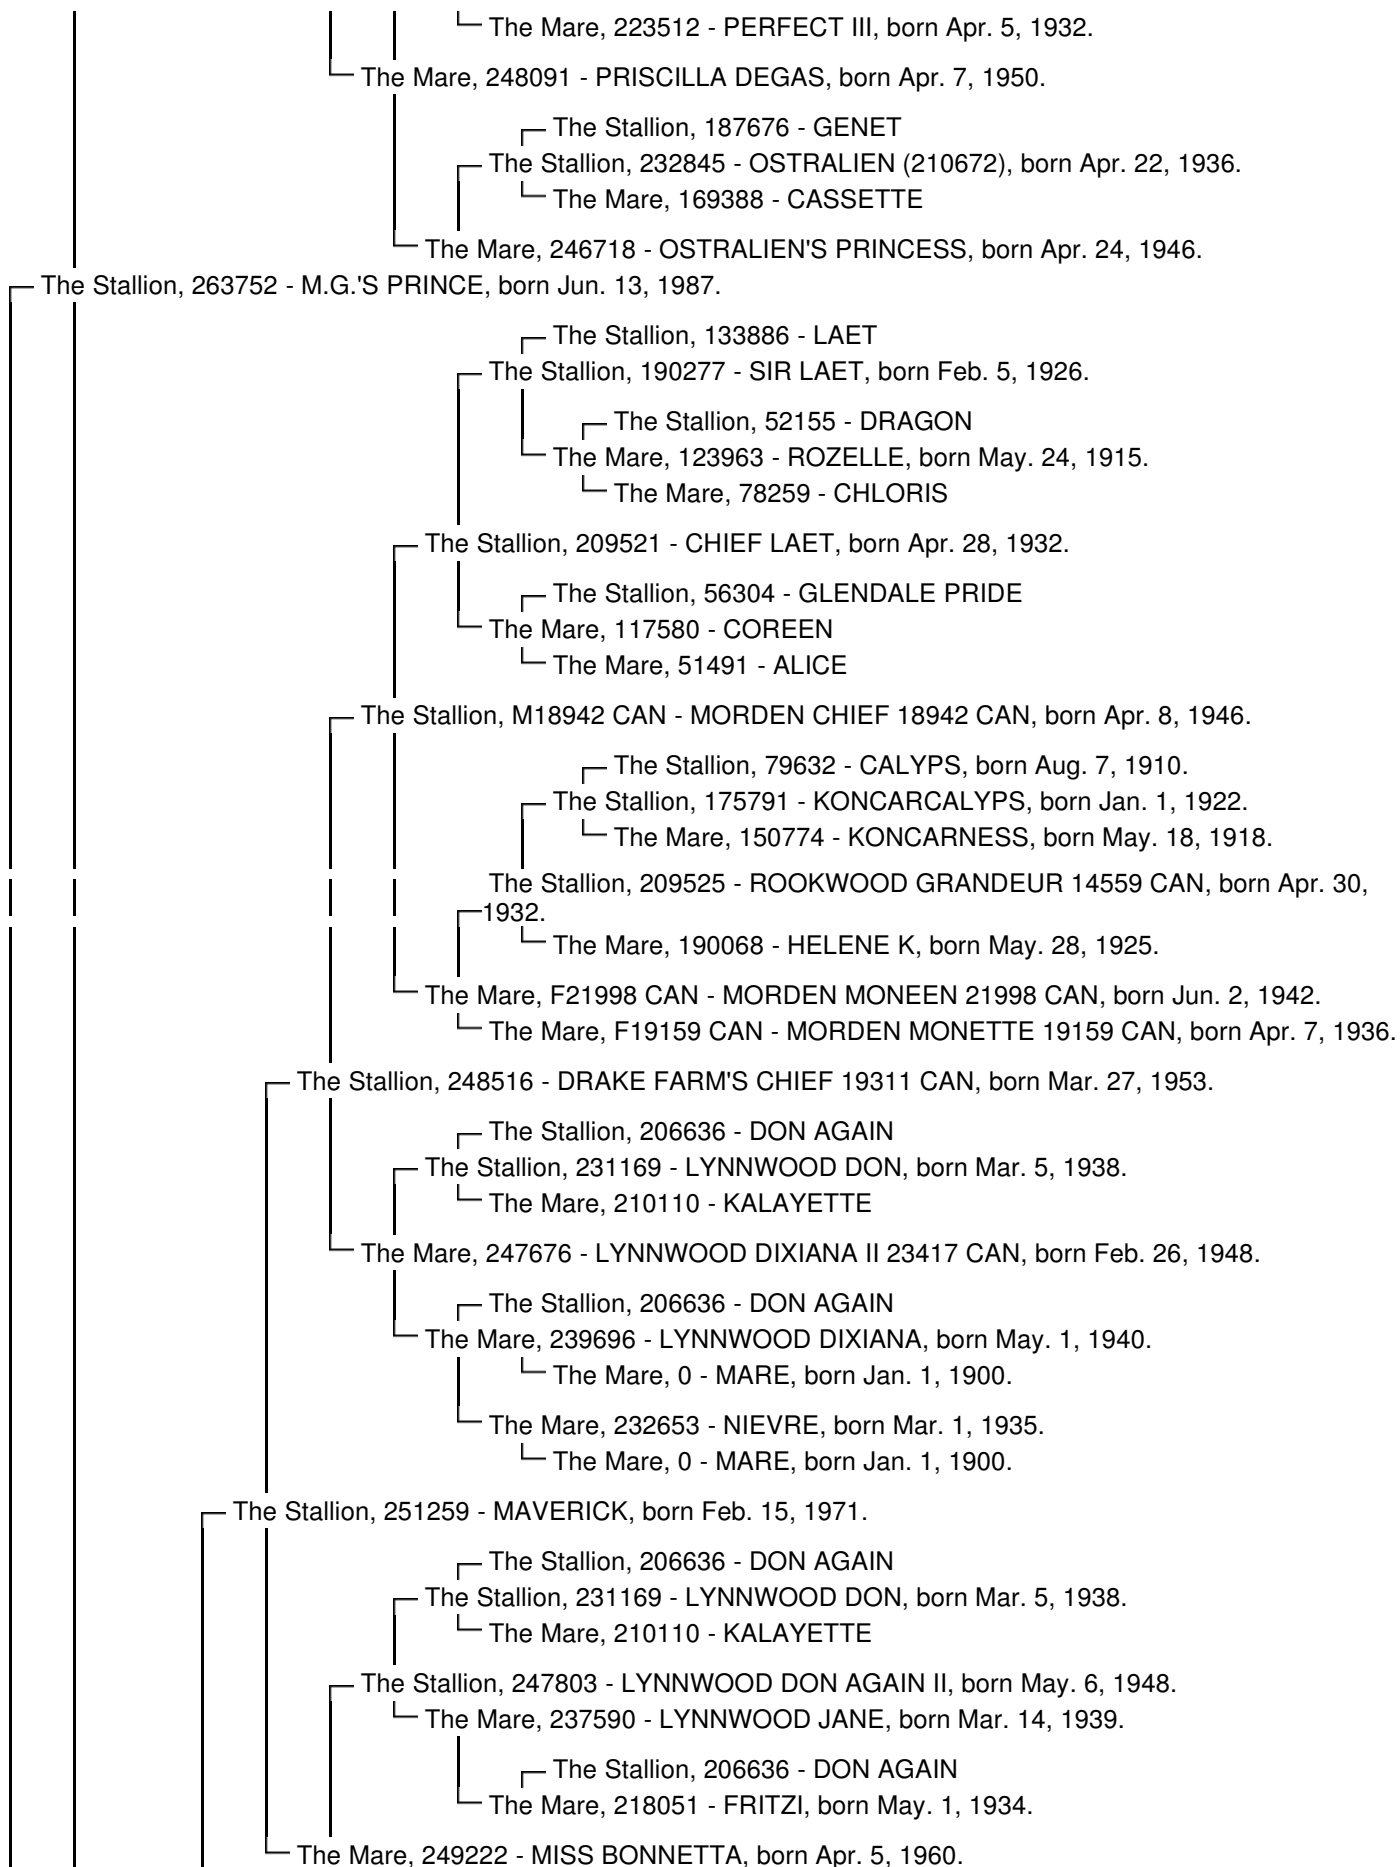 The Mare, 223512 - PERFECT III, born Apr. 5, 1932.
The Mare, 248091 - PRISCILLA DEGAS, born Apr. 7, 1950.
The Stallion, 187676 - GENET
The Stallion, 232845 - OSTRALIEN (210672), born Apr. 22, 1936.
The Mare, 169388 - CASSETTE
The Mare, 246718 - OSTRALIEN'S PRINCESS, born Apr. 24, 1946.
The Stallion, 263752 - M.G.'S PRINCE, born Jun. 13, 1987.
The Stallion, 133886 - LAET
The Stallion, 190277 - SIR LAET, born Feb. 5, 1926.
The Stallion, 52155 - DRAGON
The Mare, 123963 - ROZELLE, born May. 24, 1915.
The Mare, 78259 - CHLORIS
The Stallion, 209521 - CHIEF LAET, born Apr. 28, 1932.
The Stallion, 56304 - GLENDALE PRIDE
The Mare, 117580 - COREEN
The Mare, 51491 - ALICE
The Stallion, M18942 CAN - MORDEN CHIEF 18942 CAN, born Apr. 8, 1946.
The Stallion, 79632 - CALYPS, born Aug. 7, 1910.
The Stallion, 175791 - KONCARCALYPS, born Jan. 1, 1922.
The Mare, 150774 - KONCARNESS, born May. 18, 1918.
The Stallion, 209525 - ROOKWOOD GRANDEUR 14559 CAN, born Apr. 30,
1932.
The Mare, 190068 - HELENE K, born May. 28, 1925.
The Mare, F21998 CAN - MORDEN MONEEN 21998 CAN, born Jun. 2, 1942.
The Mare, F19159 CAN - MORDEN MONETTE 19159 CAN, born Apr. 7, 1936.
The Stallion, 248516 - DRAKE FARM'S CHIEF 19311 CAN, born Mar. 27, 1953.
The Stallion, 206636 - DON AGAIN
The Stallion, 231169 - LYNNWOOD DON, born Mar. 5, 1938.
The Mare, 210110 - KALAYETTE
The Mare, 247676 - LYNNWOOD DIXIANA II 23417 CAN, born Feb. 26, 1948.
The Stallion, 206636 - DON AGAIN
The Mare, 239696 - LYNNWOOD DIXIANA, born May. 1, 1940.
The Mare, 0 - MARE, born Jan. 1, 1900.
The Mare, 232653 - NIEVRE, born Mar. 1, 1935.
The Mare, 0 - MARE, born Jan. 1, 1900.
The Stallion, 251259 - MAVERICK, born Feb. 15, 1971.
The Stallion, 206636 - DON AGAIN
The Stallion, 231169 - LYNNWOOD DON, born Mar. 5, 1938.
The Mare, 210110 - KALAYETTE
The Stallion, 247803 - LYNNWOOD DON AGAIN II, born May. 6, 1948.
The Mare, 237590 - LYNNWOOD JANE, born Mar. 14, 1939.
The Stallion, 206636 - DON AGAIN
The Mare, 218051 - FRITZI, born May. 1, 1934.
The Mare, 249222 - MISS BONNETTA, born Apr. 5, 1960.